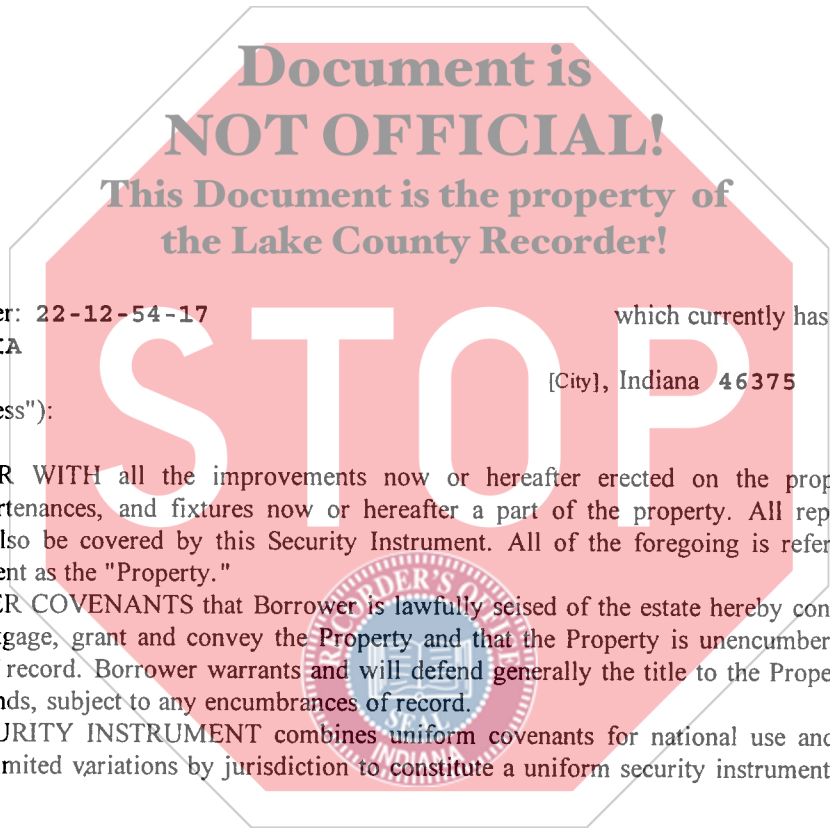 Document is
NOT OFFICIAL!
This Document is the property of
the Lake County Recorder!
er: 22-12-54-17 which currently has
IA
[City], Indiana 46375
ess"):
STOP
R WITH all the improvements now or hereafter erected on the prop
rtenances, and fixtures now or hereafter a part of the property. All rep
lso be covered by this Security Instrument. All of the foregoing is refer
ent as the "Property."
ER COVENANTS that Borrower is lawfully seised of the estate hereby con
tgage, grant and convey the Property and that the Property is unencumber
record. Borrower warrants and will defend generally the title to the Prope
nds, subject to any encumbrances of record.
URITY INSTRUMENT combines uniform covenants for national use and
mited variations by jurisdiction to constitute a uniform security instrument
RECORDER'S OFFICE
SEAL
INDIANA